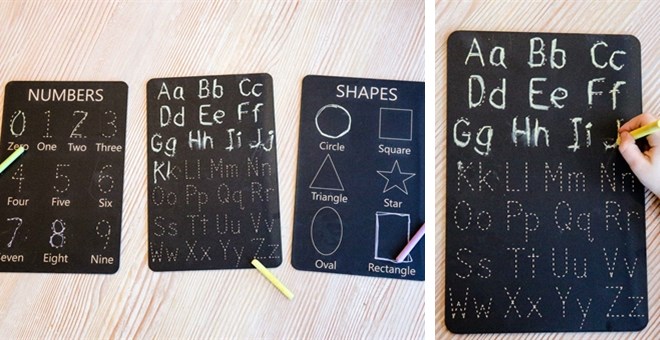 NUMBERS
0 1 2 3
Zero One Two Three
4 5 6
Four Five Six
7 8 9
Seven Eight Nine
Aa Bb Cc
Dd Ee Ff
Gg Hh Ii Jj
Kk Ll Mm Nn
Oo Pp Qq Rr
Ss Tt Uu Vv
Ww Xx Yy Zz
SHAPES
Circle Square
Triangle Star
Oval Rectangle
Aa Bb Cc
Dd Ee Ff
Gg Hh Ii J
Kk Ll Mm Nn
Oo Pp Qq Rr
Ss Tt Uu Vv
Ww Xx Yy Zz